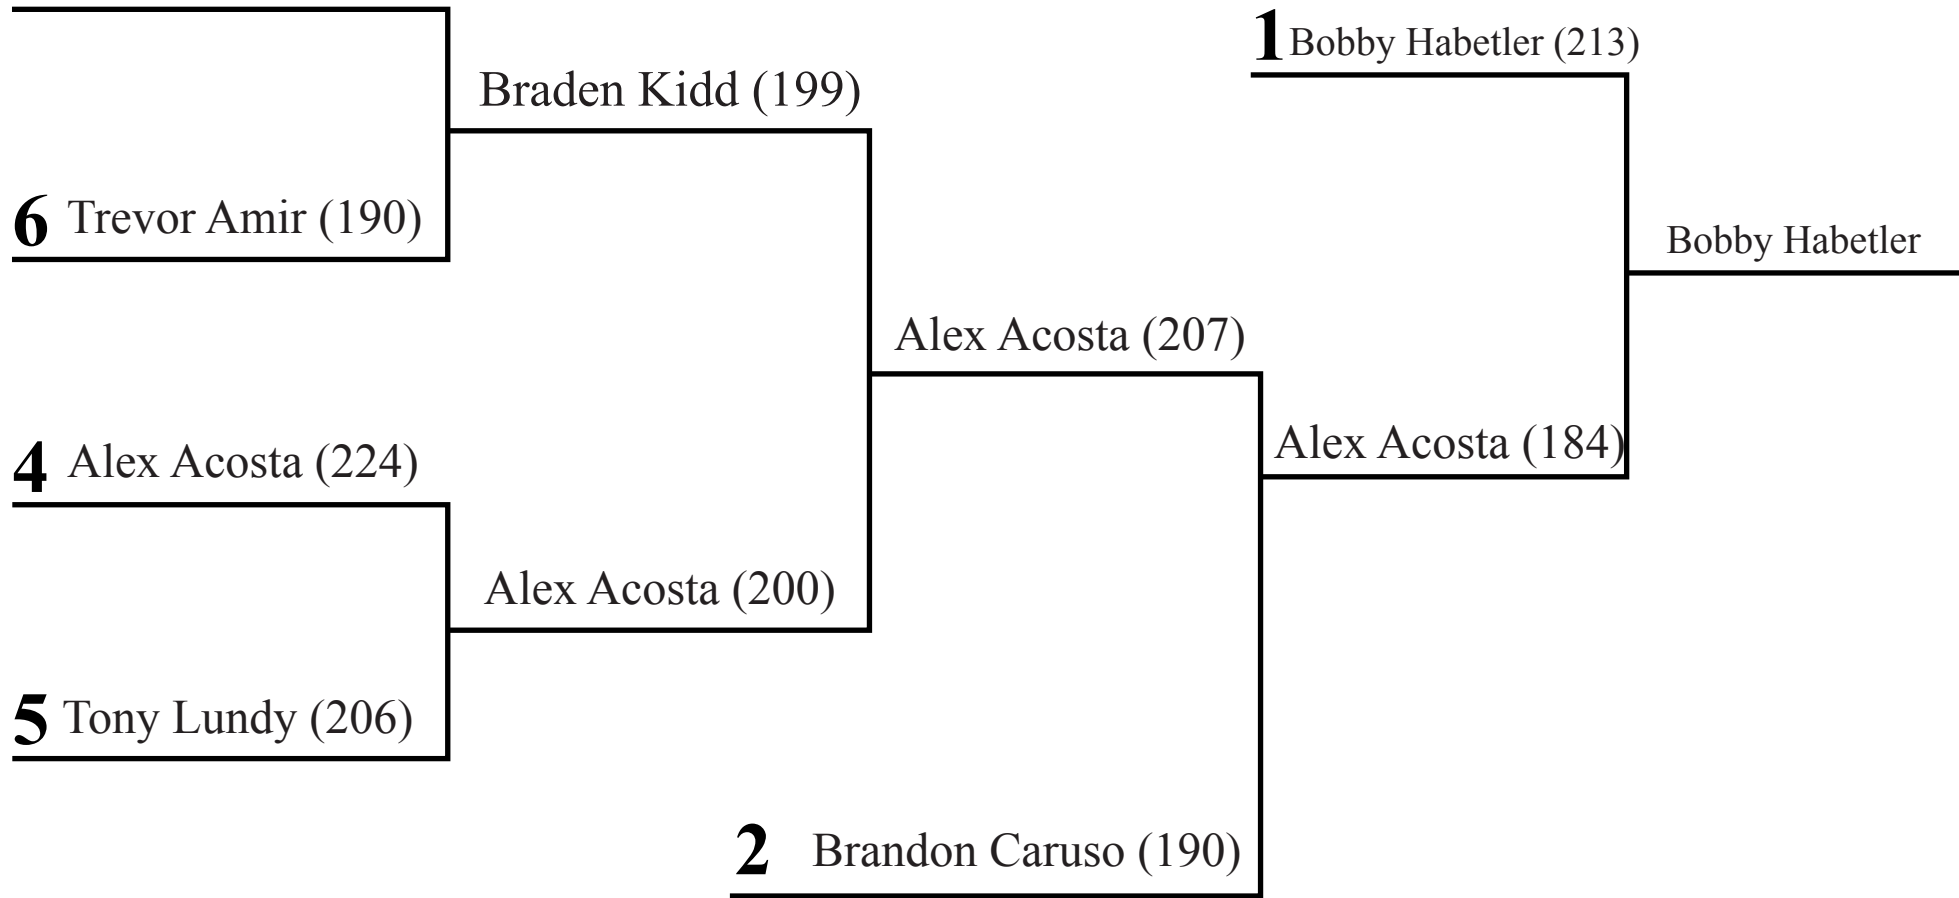 1 Bobby Habetler (213)
Braden Kidd (199)
6 Trevor Amir (190)
Bobby Habetler
Alex Acosta (207)
4 Alex Acosta (224)
Alex Acosta (184)
Alex Acosta (200)
5 Tony Lundy (206)
2 Brandon Caruso (190)